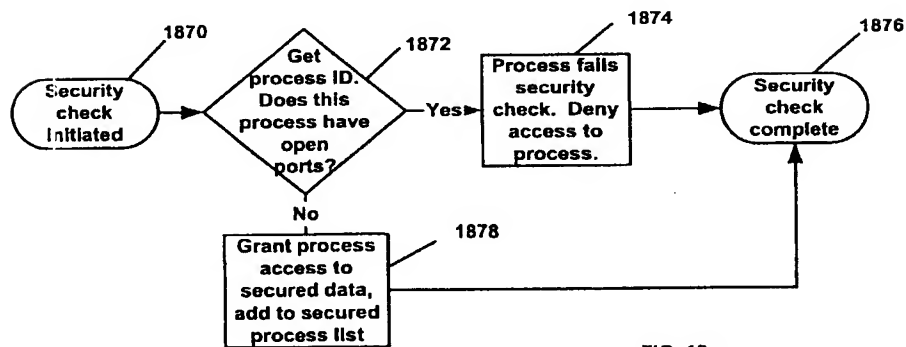 1870
Security
check
initiated
1872
Get
process ID.
Does this
process have
open
ports?
Yes
1874
Process fails
security
check. Deny
access to
process.
1876
Security
check
complete
No
1878
Grant process
access to
secured data,
add to secured
process list